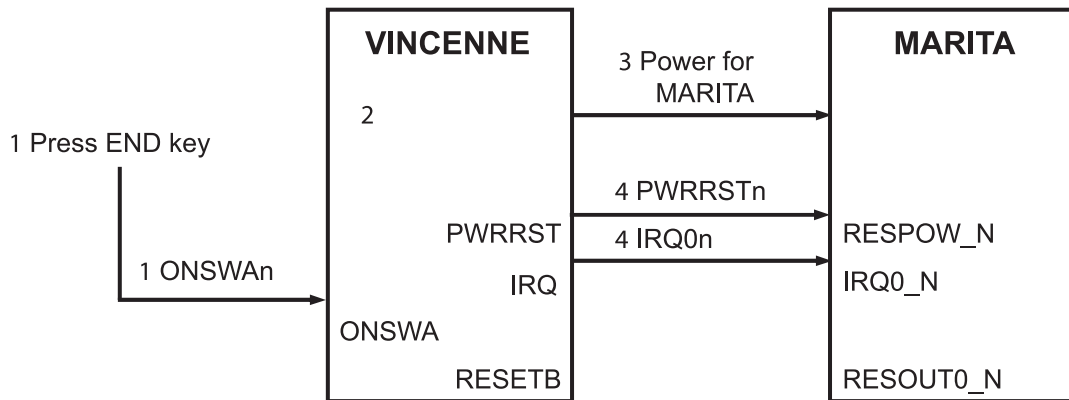 VINCENNE
MARITA
3 Power for
MARITA
2
1 Press END key
4 PWRRSTn
PWRRST
RESPOW_N
4 IRQ0n
1 ONSWAn
IRQ
IRQ0_N
ONSWA
RESETB
RESOUT0_N